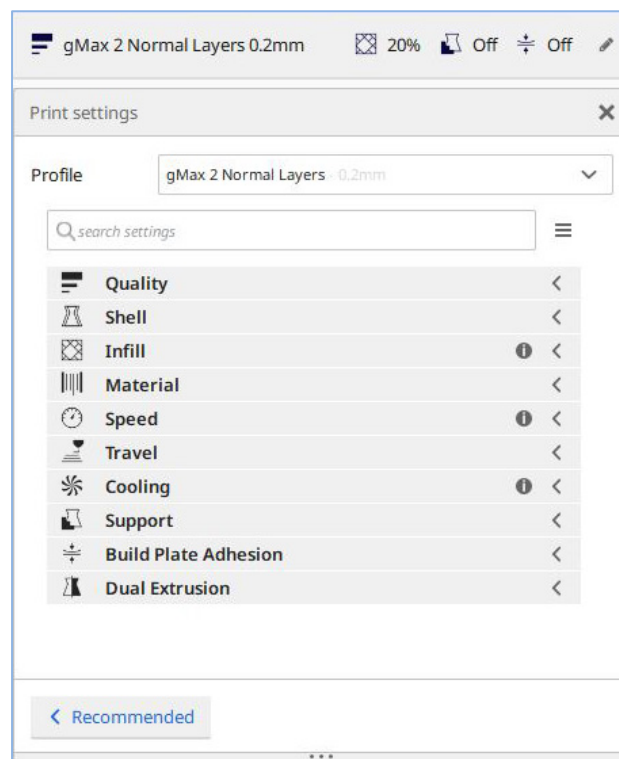 gMax 2 Normal Layers 0.2mm 20% Off Off
Print settings
Profile gMax 2 Normal Layers - 0.2mm
search settings
Quality
Shell
Infill
Material
Speed
Travel
Cooling
Support
Build Plate Adhesion
Dual Extrusion
Recommended